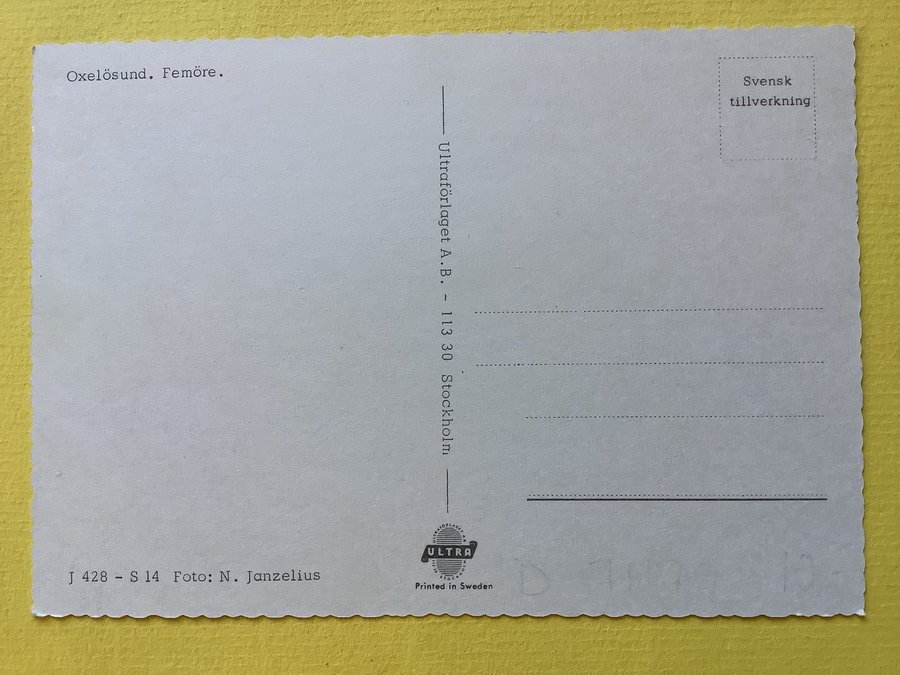 Oxelösund. Femöre.
Svensk
tillverkning
Ultraförlaget A.B. - 113 30 Stockholm
ULTRA
Printed in Sweden
J 428 - S 14 Foto: N. Janzelius